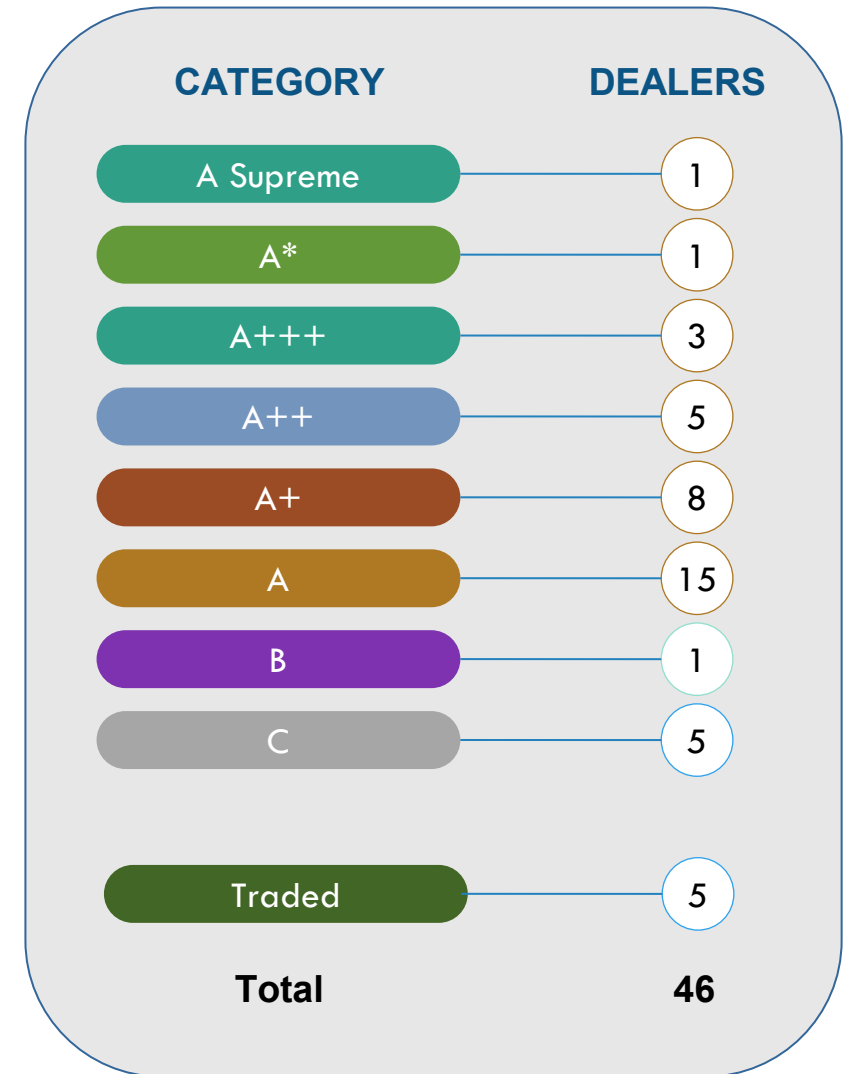 CATEGORY DEALERS
A Supreme 1
A* 1
A+++ 3
A++ 5
A+ 8
A 15
B 1
C 5
Traded 5
Total 46